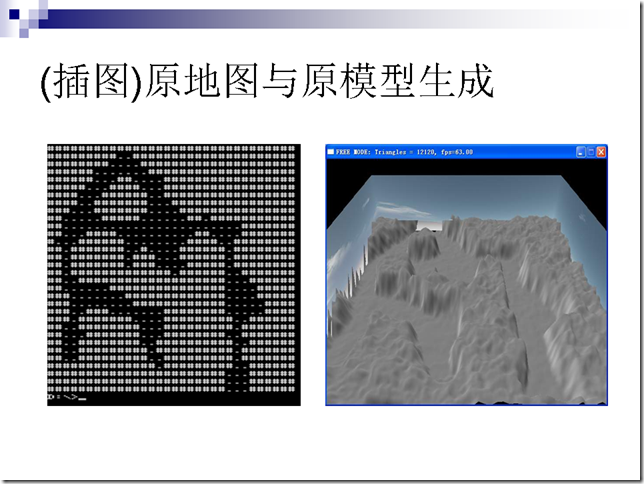 (插图)原地图与原模型生成
FREE MODE: Triangles = 12120, fps=63.00
D:\>_